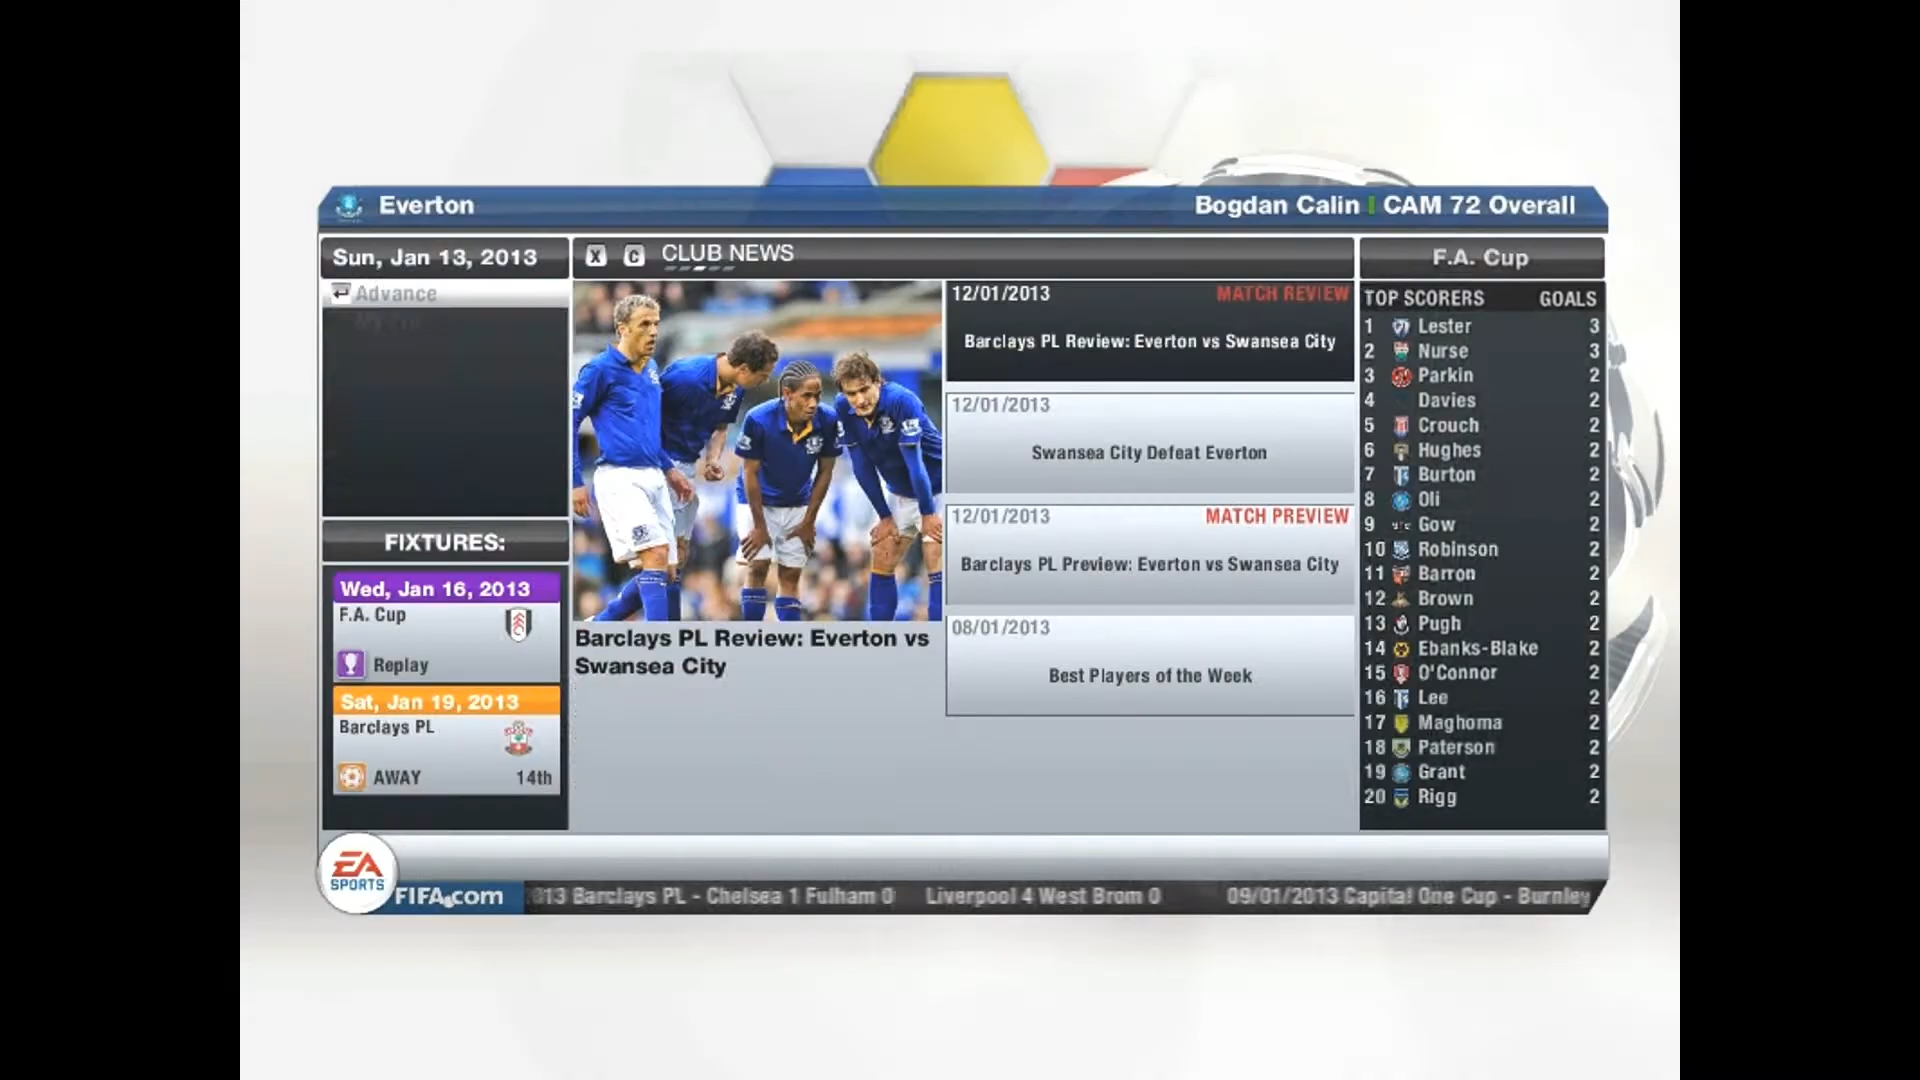 Everton
Bogdan Calin | CAM 72 Overall
Sun, Jan 13, 2013
Advance
FIXTURES:
Wed, Jan 16, 2013
F.A. Cup
Replay
Sat, Jan 19, 2013
Barclays PL
AWAY 14th
X C CLUB NEWS
Barclays PL Review: Everton vs
Swansea City
12/01/2013 MATCH REVIEW
Barclays PL Review: Everton vs Swansea City
12/01/2013
Swansea City Defeat Everton
12/01/2013 MATCH PREVIEW
Barclays PL Preview: Everton vs Swansea City
08/01/2013
Best Players of the Week
F.A. Cup
TOP SCORERS GOALS
1 Lester 3
2 Nurse 3
3 Parkin 2
4 Davies 2
5 Crouch 2
6 Hughes 2
7 Burton 2
8 Oli 2
9 Gow 2
10 Robinson 2
11 Barron 2
12 Brown 2
13 Pugh 2
14 Ebanks-Blake 2
15 O'Connor 2
16 Lee 2
17 Maghoma 2
18 Paterson 2
19 Grant 2
20 Rigg 2
EA
SPORTS
FIFA.com
013 Barclays PL - Chelsea 1 Fulham 0 Liverpool 4 West Brom 0 09/01/2013 Capital One Cup - Burnley